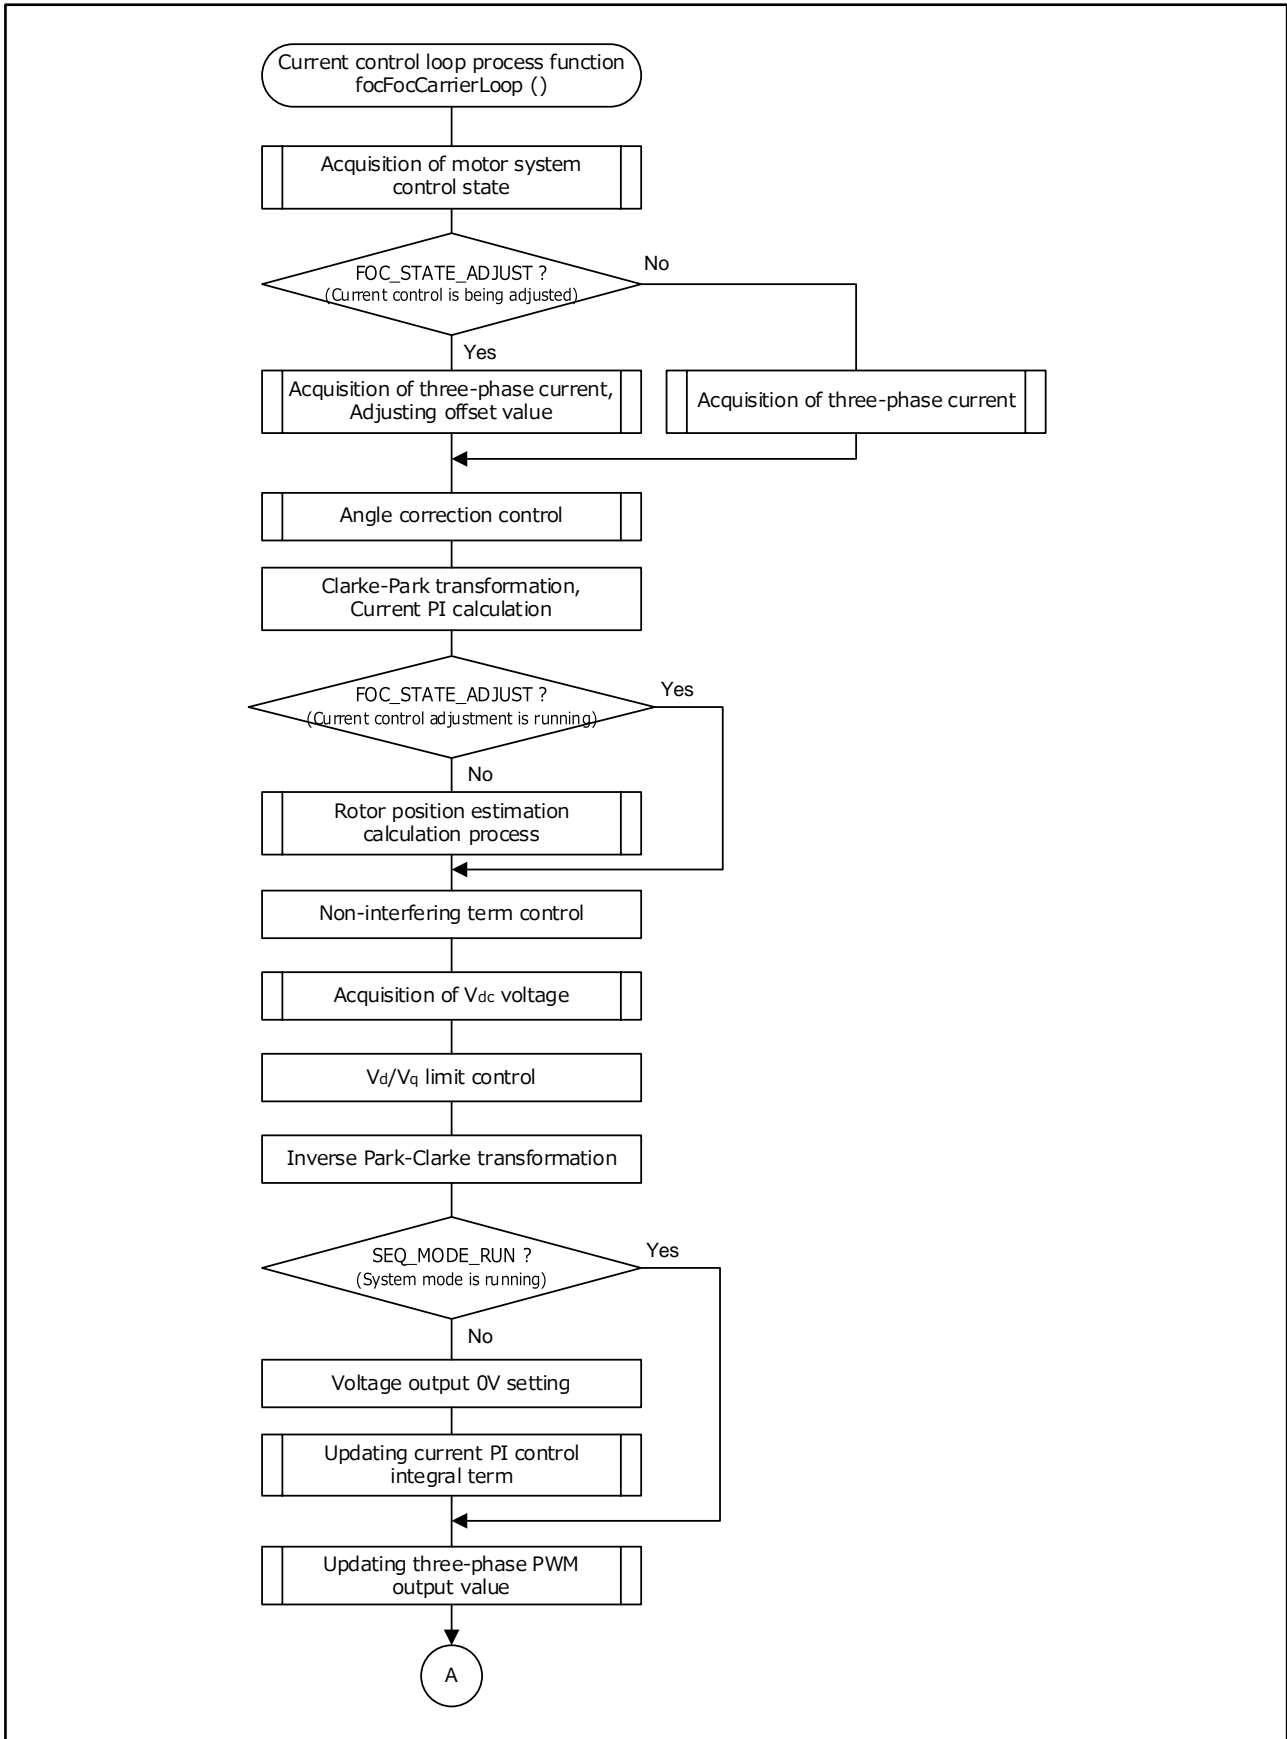 Current control loop process function
focFocCarrierLoop ()
Acquisition of motor system
control state
FOC_STATE_ADJUST ?
(Current control is being adjusted)
No
Yes
Acquisition of three-phase current,
Adjusting offset value
Acquisition of three-phase current
Angle correction control
Clarke-Park transformation,
Current PI calculation
FOC_STATE_ADJUST ?
(Current control adjustment is running)
Yes
No
Rotor position estimation
calculation process
Non-interfering term control
Acquisition of Vdc voltage
Vd/Vq limit control
Inverse Park-Clarke transformation
SEQ_MODE_RUN ?
(System mode is running)
Yes
No
Voltage output 0V setting
Updating current PI control
integral term
Updating three-phase PWM
output value
A